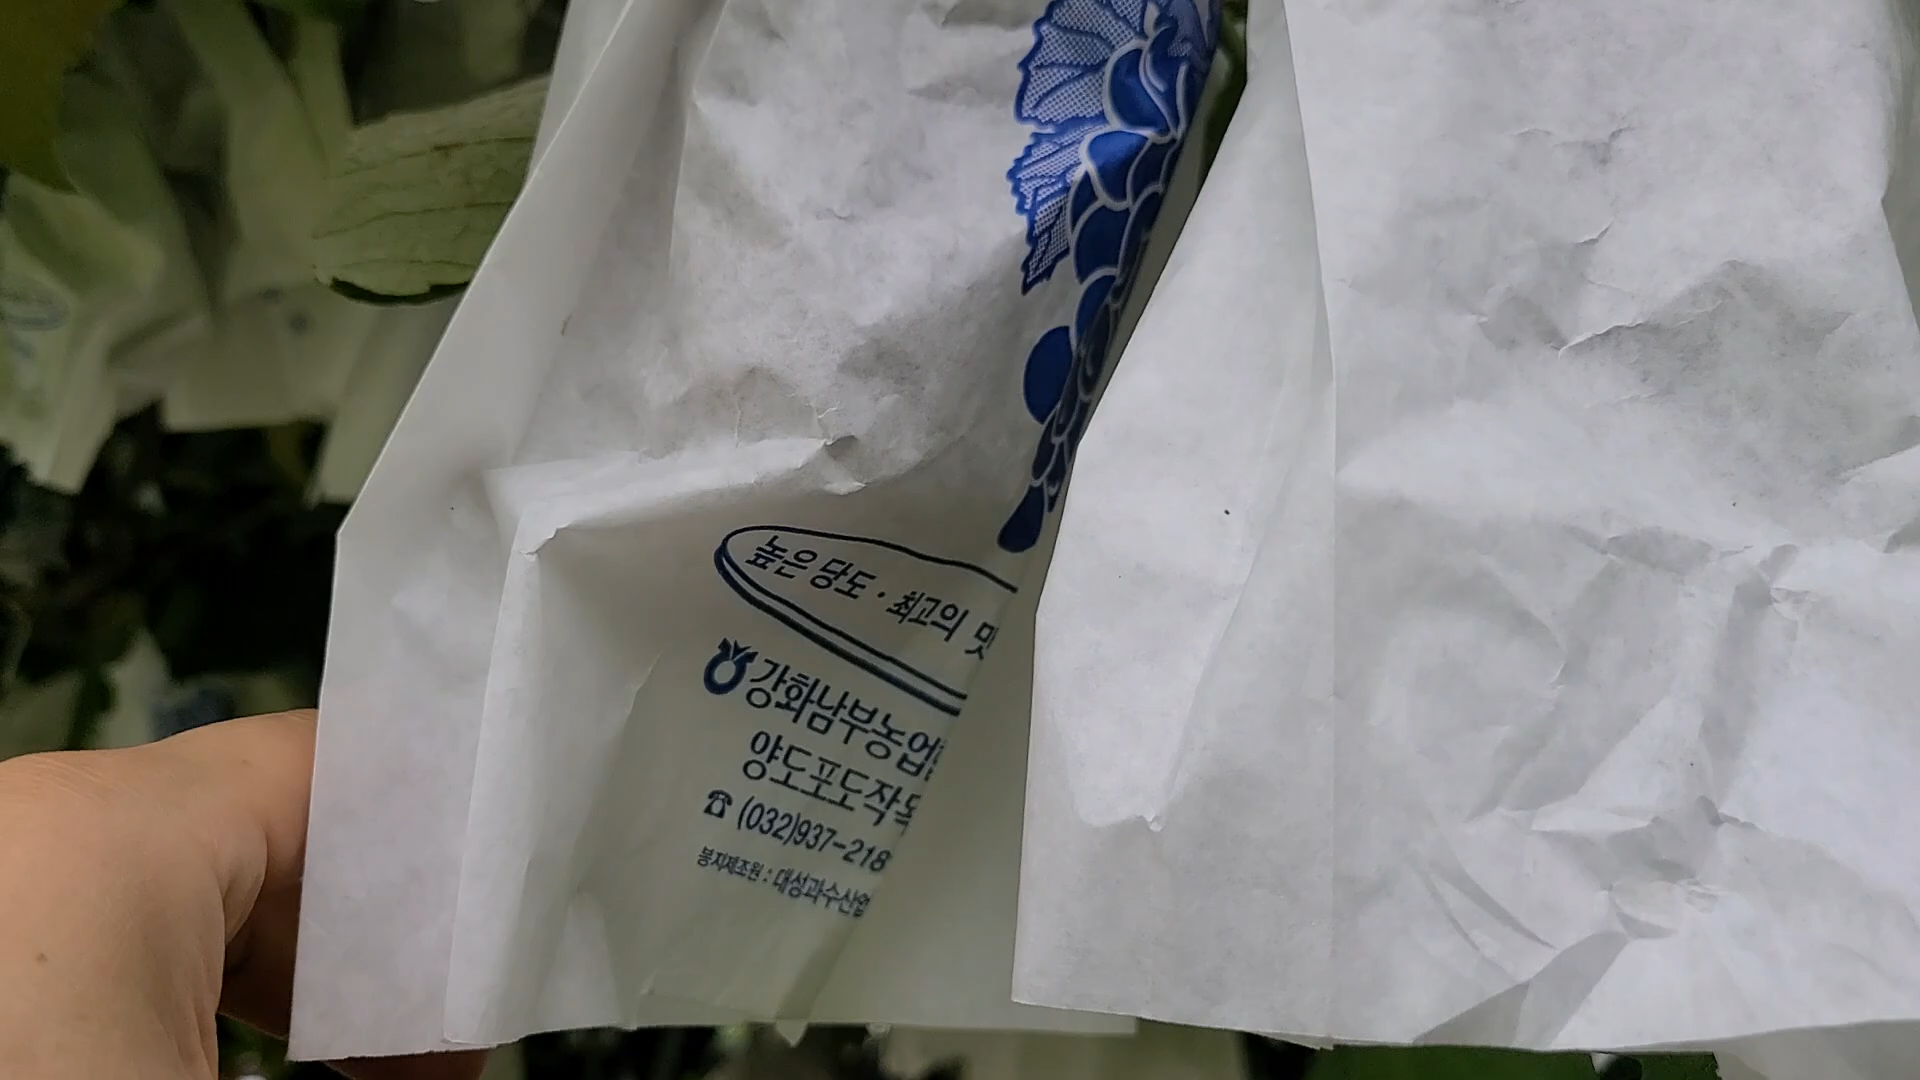 높은당도·최고의 맛
강화남부농업
양도포도작목
(032)937-218
봉지제조원 : 대성과수산업